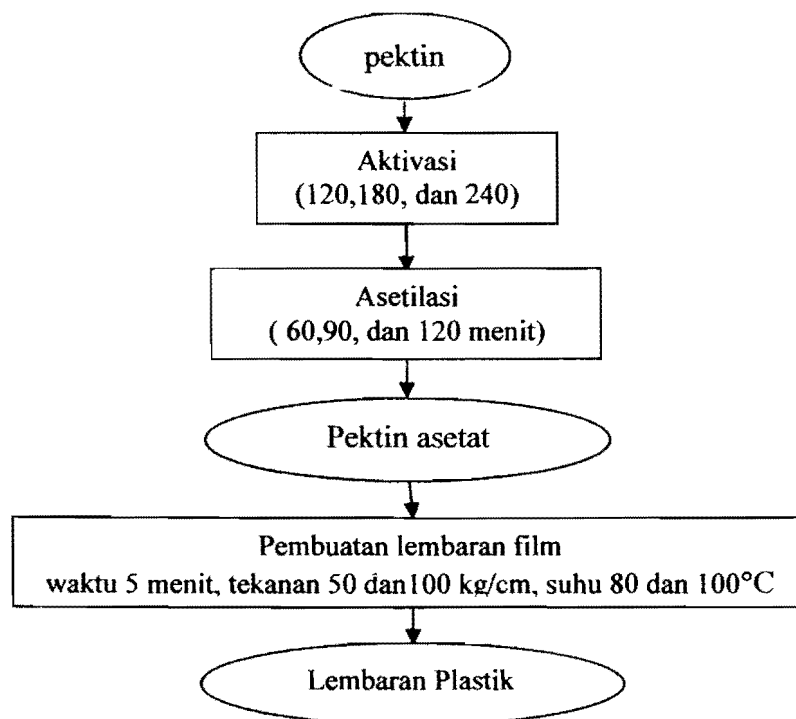 pektin
Aktivasi
(120,180, dan 240)
Asetilasi
( 60,90, dan 120 menit)
Pektin asetat
Pembuatan lembaran film
waktu 5 menit, tekanan 50 dan100 kg/cm, suhu 80 dan 100°C
Lembaran Plastik